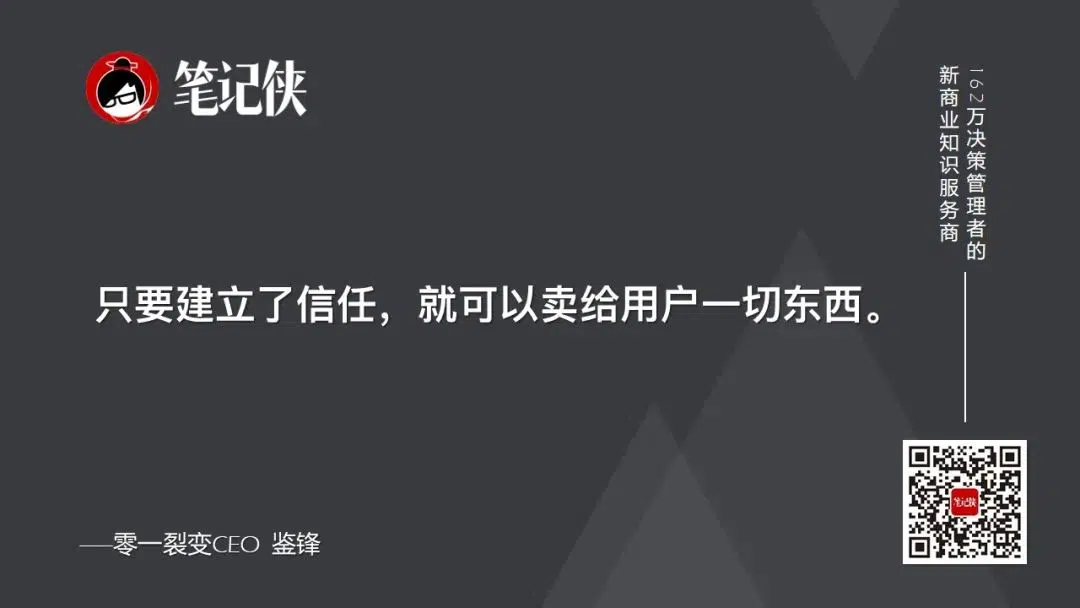 笔记侠
162万决策管理者的
新商业知识服务商
只要建立了信任，就可以卖给用户一切东西。
——零一裂变CEO 鉴锋
笔记侠